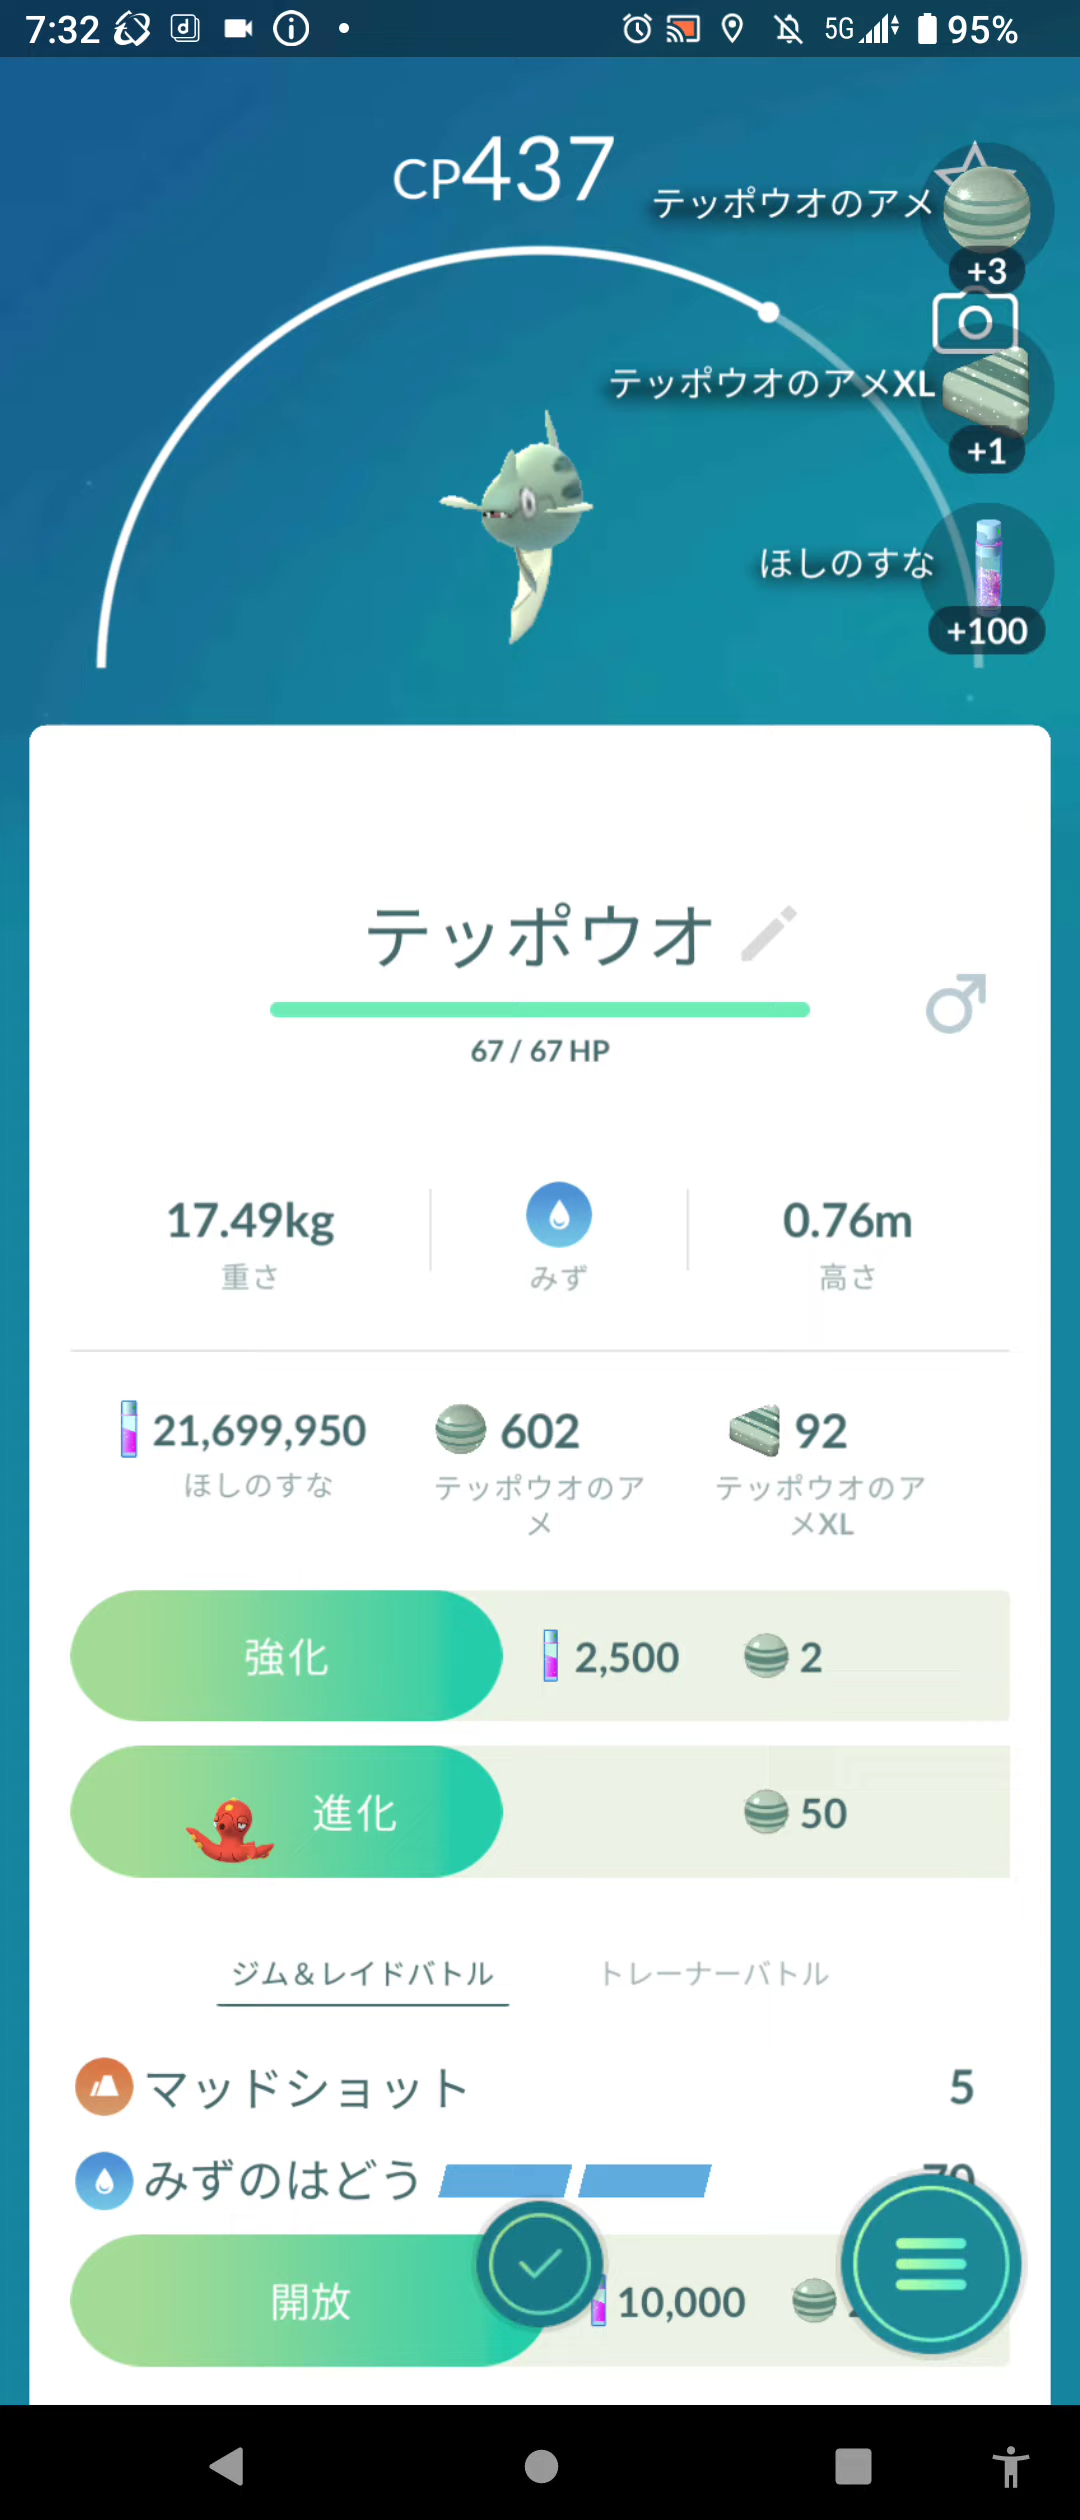 7:32
5G
95%
CP437
テッポウオのアメ
+3
テッポウオのアメXL
+1
ほしのすな
+100
テッポウオ
67 / 67 HP
17.49kg
重さ
みず
0.76m
高さ
21,699,950
ほしのすな
602
テッポウオのア
メ
92
テッポウオのア
メXL
強化
2,500
2
進化
50
ジム＆レイドバトル
トレーナーバトル
マッドショット
5
みずのはどう
70
開放
10,000